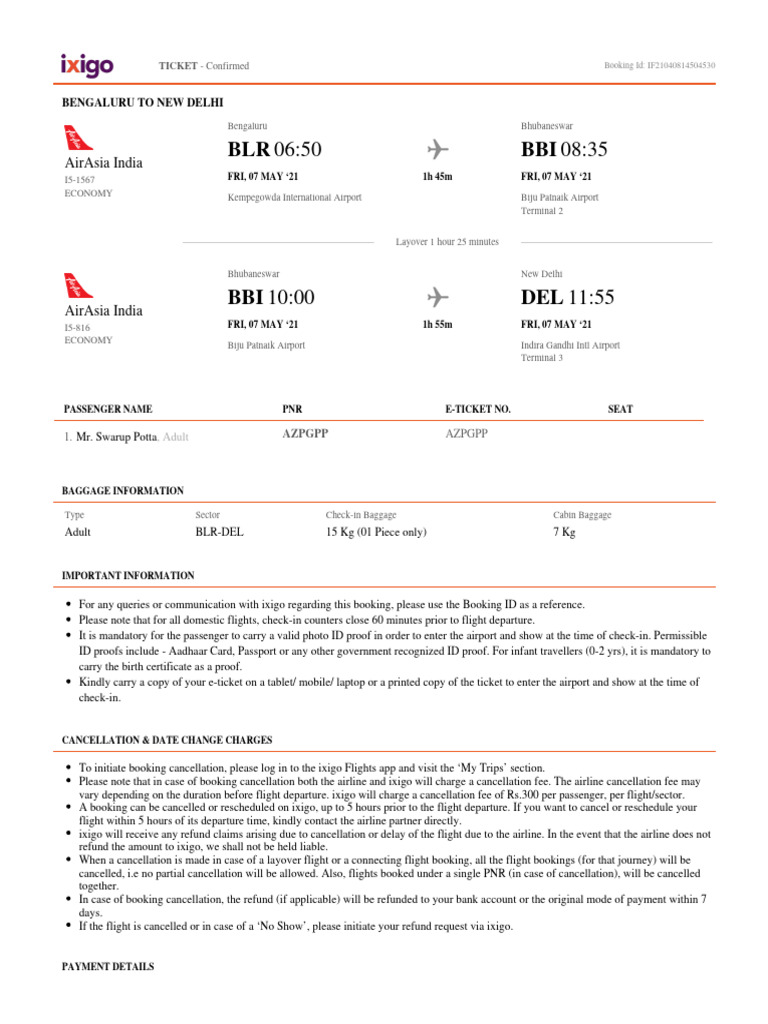 ixigo
TICKET - Confirmed
Booking Id: IF21040814504530
BENGALURU TO NEW DELHI
AirAsia
AirAsia India
I5-1567
ECONOMY
Bengaluru
BLR 06:50
FRI, 07 MAY ‘21
Kempegowda International Airport
1h 45m
Bhubaneswar
BBI 08:35
FRI, 07 MAY ‘21
Biju Patnaik Airport
Terminal 2
Layover 1 hour 25 minutes
AirAsia
AirAsia India
I5-816
ECONOMY
Bhubaneswar
BBI 10:00
FRI, 07 MAY ‘21
Biju Patnaik Airport
1h 55m
New Delhi
DEL 11:55
FRI, 07 MAY ‘21
Indira Gandhi Intl Airport
Terminal 3
PASSENGER NAME PNR E-TICKET NO. SEAT
1. Mr. Swarup Potta. Adult AZPGPP AZPGPP
BAGGAGE INFORMATION
Type Sector Check-in Baggage Cabin Baggage
Adult BLR-DEL 15 Kg (01 Piece only) 7 Kg
IMPORTANT INFORMATION
• For any queries or communication with ixigo regarding this booking, please use the Booking ID as a reference.
• Please note that for all domestic flights, check-in counters close 60 minutes prior to flight departure.
• It is mandatory for the passenger to carry a valid photo ID proof in order to enter the airport and show at the time of check-in. Permissible
ID proofs include - Aadhaar Card, Passport or any other government recognized ID proof. For infant travellers (0-2 yrs), it is mandatory to
carry the birth certificate as a proof.
• Kindly carry a copy of your e-ticket on a tablet/ mobile/ laptop or a printed copy of the ticket to enter the airport and show at the time of
check-in.
CANCELLATION & DATE CHANGE CHARGES
• To initiate booking cancellation, please log in to the ixigo Flights app and visit the ‘My Trips’ section.
• Please note that in case of booking cancellation both the airline and ixigo will charge a cancellation fee. The airline cancellation fee may
vary depending on the duration before flight departure. ixigo will charge a cancellation fee of Rs.300 per passenger, per flight/sector.
• A booking can be cancelled or rescheduled on ixigo, up to 5 hours prior to the flight departure. If you want to cancel or reschedule your
flight within 5 hours of its departure time, kindly contact the airline partner directly.
• ixigo will receive any refund claims arising due to cancellation or delay of the flight due to the airline. In the event that the airline does not
refund the amount to ixigo, we shall not be held liable.
• When a cancellation is made in case of a layover flight or a connecting flight booking, all the flight bookings (for that journey) will be
cancelled, i.e no partial cancellation will be allowed. Also, flights booked under a single PNR (in case of cancellation), will be cancelled
together.
• In case of booking cancellation, the refund (if applicable) will be refunded to your bank account or the original mode of payment within 7
days.
• If the flight is cancelled or in case of a ‘No Show’, please initiate your refund request via ixigo.
PAYMENT DETAILS